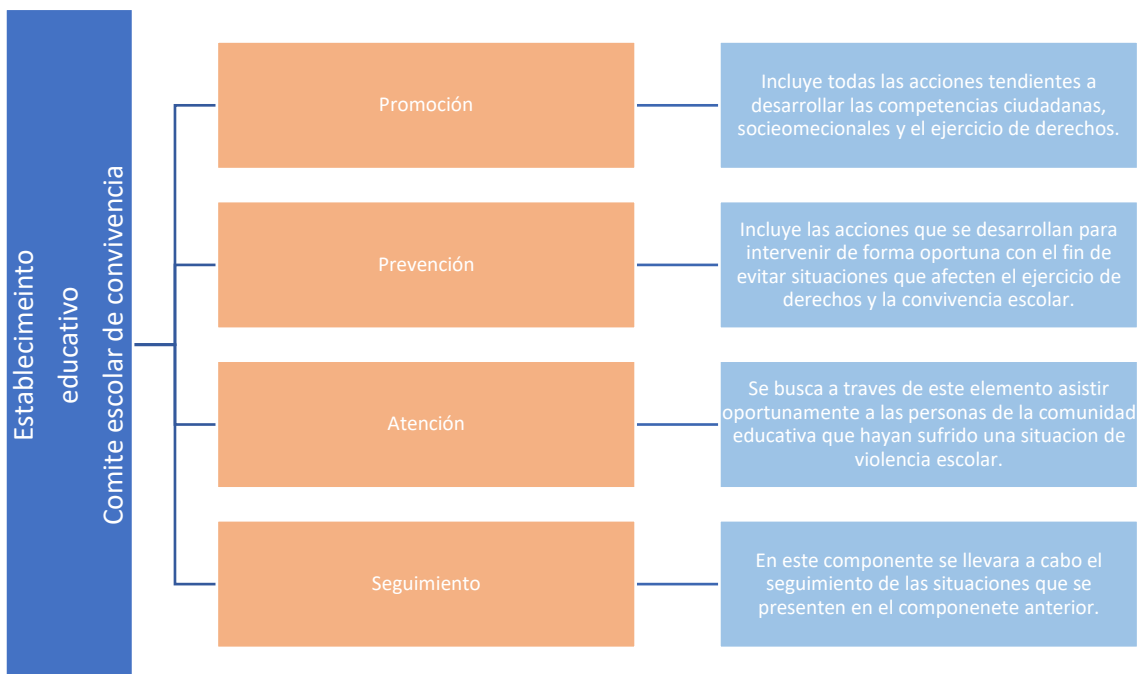 Establecimeinto
educativo
Comite escolar de convivencia
Promoción
Incluye todas las acciones tendientes a
desarrollar las competencias ciudadanas,
socieomecionales y el ejercicio de derechos.
Prevención
Incluye las acciones que se desarrollan para
intervenir de forma oportuna con el fin de
evitar situaciones que afecten el ejercicio de
derechos y la convivencia escolar.
Atención
Se busca a traves de este elemento asistir
oportunamente a las personas de la comunidad
educativa que hayan sufrido una situacion de
violencia escolar.
Seguimiento
En este componente se llevara a cabo el
seguimiento de las situaciones que se
presenten en el componenete anterior.